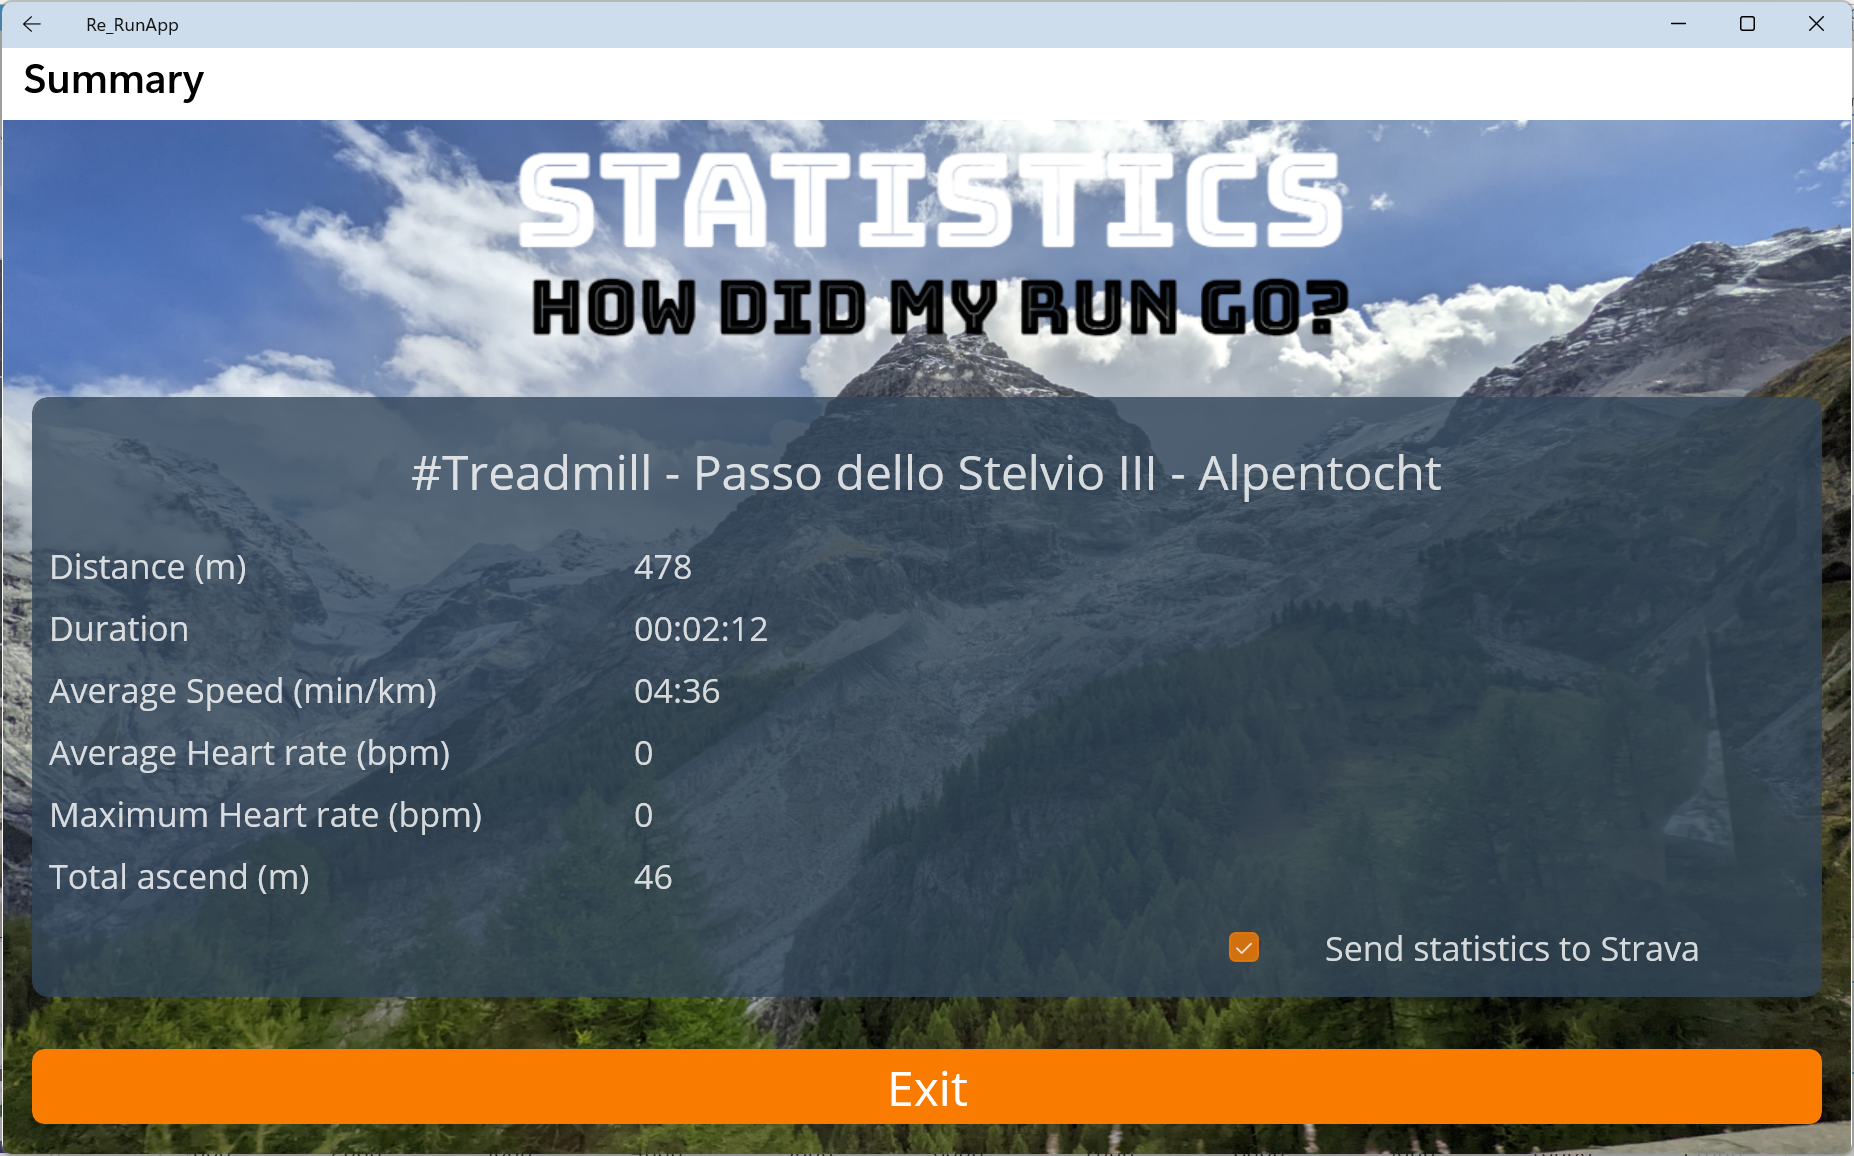 Re_RunApp
Summary
STATISTICS
HOW DID MY RUN GO?
#Treadmill - Passo dello Stelvio III - Alpentocht
Distance (m) 478
Duration 00:02:12
Average Speed (min/km) 04:36
Average Heart rate (bpm) 0
Maximum Heart rate (bpm) 0
Total ascend (m) 46
Send statistics to Strava
Exit